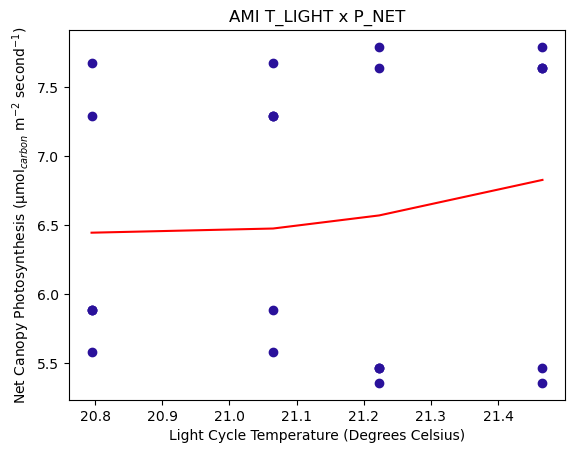 AMI T_LIGHT x P_NET
Net Canopy Photosynthesis (μmol_carbon m⁻² second⁻¹)
7.5
7.0
6.5
6.0
5.5
20.8 20.9 21.0 21.1 21.2 21.3 21.4
Light Cycle Temperature (Degrees Celsius)